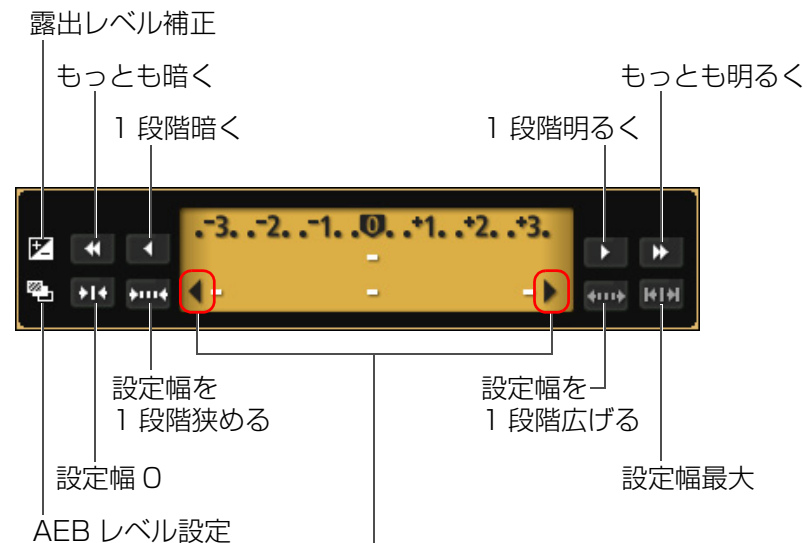 露出レベル補正
もっとも暗く
もっとも明るく
1 段階暗く
1 段階明るく
.-3. .-2. .-1. .0. .+1. .+2. .+3.
設定幅を
1 段階狭める
設定幅を
1 段階広げる
設定幅 0
設定幅最大
AEB レベル設定